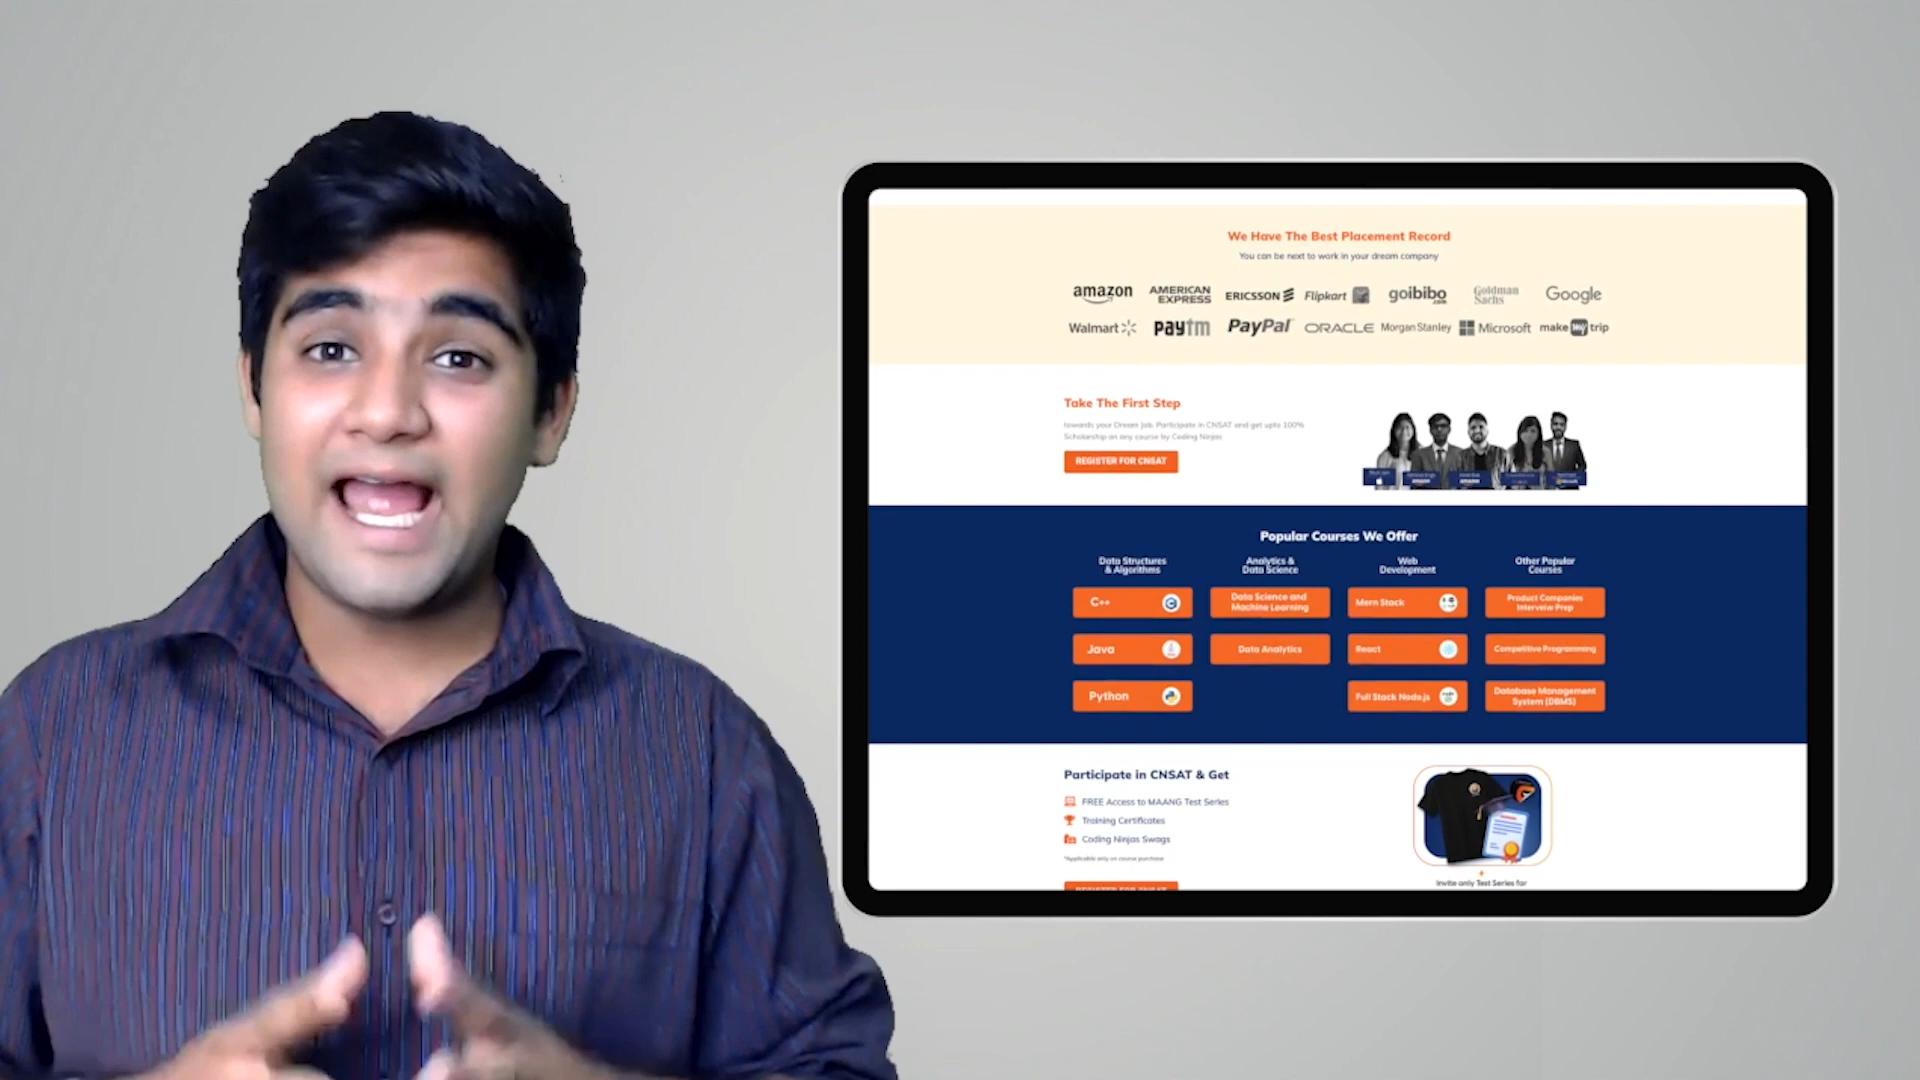 We Have The Best Placement Record
You can be next to work in your dream company
amazon AMERICAN EXPRESS ERICSSON Flipkart goibibo.com Goldman Sachs Google
Walmart paytm PayPal ORACLE Morgan Stanley Microsoft make my trip
Take The First Step
towards your Dream Job. Participate in CNSAT and get upto 100%
Scholarship on any course by Coding Ninjas
REGISTER FOR CNSAT
amazon amazon Microsoft
Popular Courses We Offer
Data Structures
& Algorithms
Analytics &
Data Science
Web
Development
Other Popular
Courses
C++
Data Science and
Machine Learning
Mern Stack
Product Companies
Interveiw Prep
Java
Data Analytics
React
Competitive Programming
Python
Full Stack Node.js
Database Management
System (DBMS)
Participate in CNSAT & Get
FREE Access to MAANG Test Series
Training Certificates
Coding Ninjas Swags
*Applicable only on course purchase
REGISTER FOR CNSAT
Invite only Test Series for